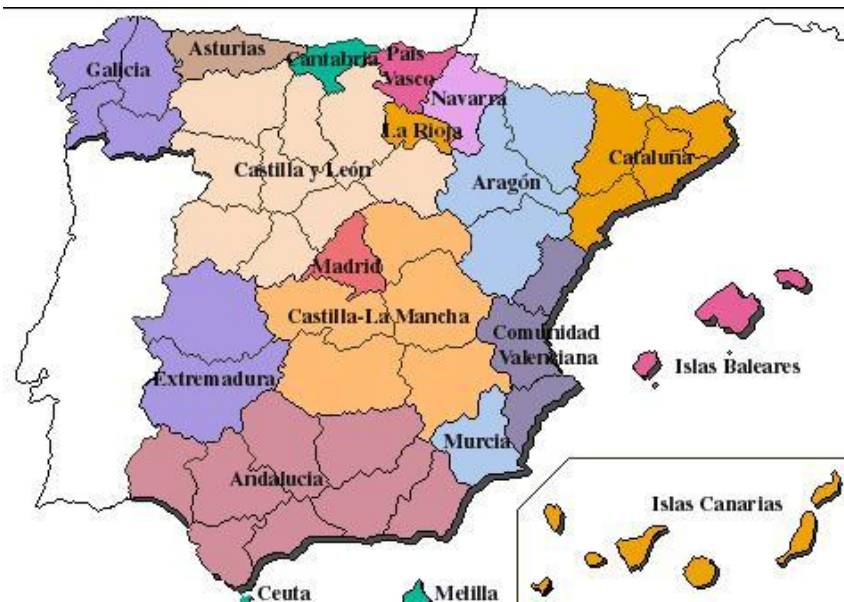 Asturias
Cantabria
País
Vasco
Galicia
Navarra
La Rioja
Cataluña
Castilla y León
Aragón
Madrid
Castilla-La Mancha
Comunidad
Valenciana
Islas Baleares
Extremadura
Murcia
Andalucia
Islas Canarias
Ceuta
Melilla